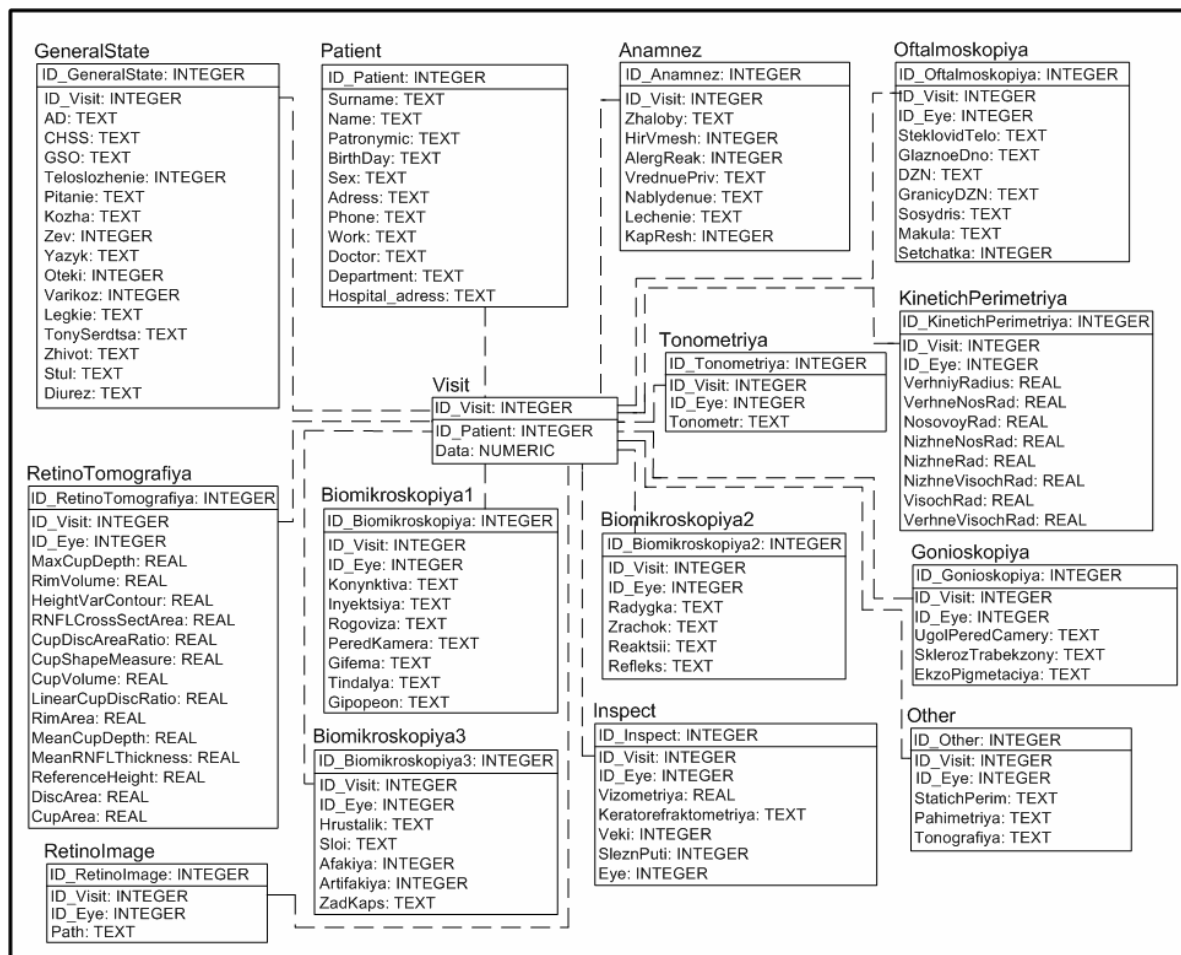 GeneralState
ID_GeneralState: INTEGER
ID_Visit: INTEGER
AD: TEXT
CHSS: TEXT
GSO: TEXT
Teloslozhenie: INTEGER
Pitanie: TEXT
Kozha: TEXT
Zev: INTEGER
Yazyk: TEXT
Oteki: INTEGER
Varikoz: INTEGER
Legkie: TEXT
TonySerdtsa: TEXT
Zhivot: TEXT
Stul: TEXT
Diurez: TEXT
Patient
ID_Patient: INTEGER
Surname: TEXT
Name: TEXT
Patronymic: TEXT
BirthDay: TEXT
Sex: TEXT
Adress: TEXT
Phone: TEXT
Work: TEXT
Doctor: TEXT
Department: TEXT
Hospital_adress: TEXT
Anamnez
ID_Anamnez: INTEGER
ID_Visit: INTEGER
Zhaloby: TEXT
HirVmesh: INTEGER
AlergReak: INTEGER
VrednuePriv: TEXT
Nablydenue: TEXT
Lechenie: TEXT
KapResh: INTEGER
Oftalmoskopiya
ID_Oftalmoskopiya: INTEGER
ID_Visit: INTEGER
ID_Eye: INTEGER
SteklovidTelo: TEXT
GlaznoeDno: TEXT
DZN: TEXT
GranicyDZN: TEXT
Sosydris: TEXT
Makula: TEXT
Setchatka: INTEGER
KinetichPerimetriya
ID_KinetichPerimetriya: INTEGER
ID_Visit: INTEGER
ID_Eye: INTEGER
VerhniyRadius: REAL
VerhneNosRad: REAL
NosovoyRad: REAL
NizhneNosRad: REAL
NizhneRad: REAL
NizhneVisochRad: REAL
VisochRad: REAL
VerhneVisochRad: REAL
Tonometriya
ID_Tonometriya: INTEGER
ID_Visit: INTEGER
ID_Eye: INTEGER
Tonometr: TEXT
Visit
ID_Visit: INTEGER
ID_Patient: INTEGER
Data: NUMERIC
RetinoTomografiya
ID_RetinoTomografiya: INTEGER
ID_Visit: INTEGER
ID_Eye: INTEGER
MaxCupDepth: REAL
RimVolume: REAL
HeightVarContour: REAL
RNFLCrossSectArea: REAL
CupDiscAreaRatio: REAL
CupShapeMeasure: REAL
CupVolume: REAL
LinearCupDiscRatio: REAL
RimArea: REAL
MeanCupDepth: REAL
MeanRNFLThickness: REAL
ReferenceHeight: REAL
DiscArea: REAL
CupArea: REAL
Biomikroskopiya1
ID_Biomikroskopiya: INTEGER
ID_Visit: INTEGER
ID_Eye: INTEGER
Konynktiva: TEXT
Inyektsiya: TEXT
Rogoviza: TEXT
PeredKamera: TEXT
Gifema: TEXT
Tindalya: TEXT
Gipopeon: TEXT
Biomikroskopiya2
ID_Biomikroskopiya2: INTEGER
ID_Visit: INTEGER
ID_Eye: INTEGER
Radygka: TEXT
Zrachok: TEXT
Reaktsii: TEXT
Refleks: TEXT
Gonioskopiya
ID_Gonioskopiya: INTEGER
ID_Visit: INTEGER
ID_Eye: INTEGER
UgolPeredCamery: TEXT
SklerozTrabekzony: TEXT
EkzoPigmetaciya: TEXT
Biomikroskopiya3
ID_Biomikroskopiya3: INTEGER
ID_Visit: INTEGER
ID_Eye: INTEGER
Hrustalik: TEXT
Sloi: TEXT
Afakiya: INTEGER
Artifakiya: INTEGER
ZadKaps: TEXT
Inspect
ID_Inspect: INTEGER
ID_Visit: INTEGER
ID_Eye: INTEGER
Vizometriya: REAL
Keratorefraktometriya: TEXT
Veki: INTEGER
SleznPuti: INTEGER
Eye: INTEGER
Other
ID_Other: INTEGER
ID_Visit: INTEGER
ID_Eye: INTEGER
StatichPerim: TEXT
Pahimetriya: TEXT
Tonografiya: TEXT
RetinoImage
ID_RetinoImage: INTEGER
ID_Visit: INTEGER
ID_Eye: INTEGER
Path: TEXT